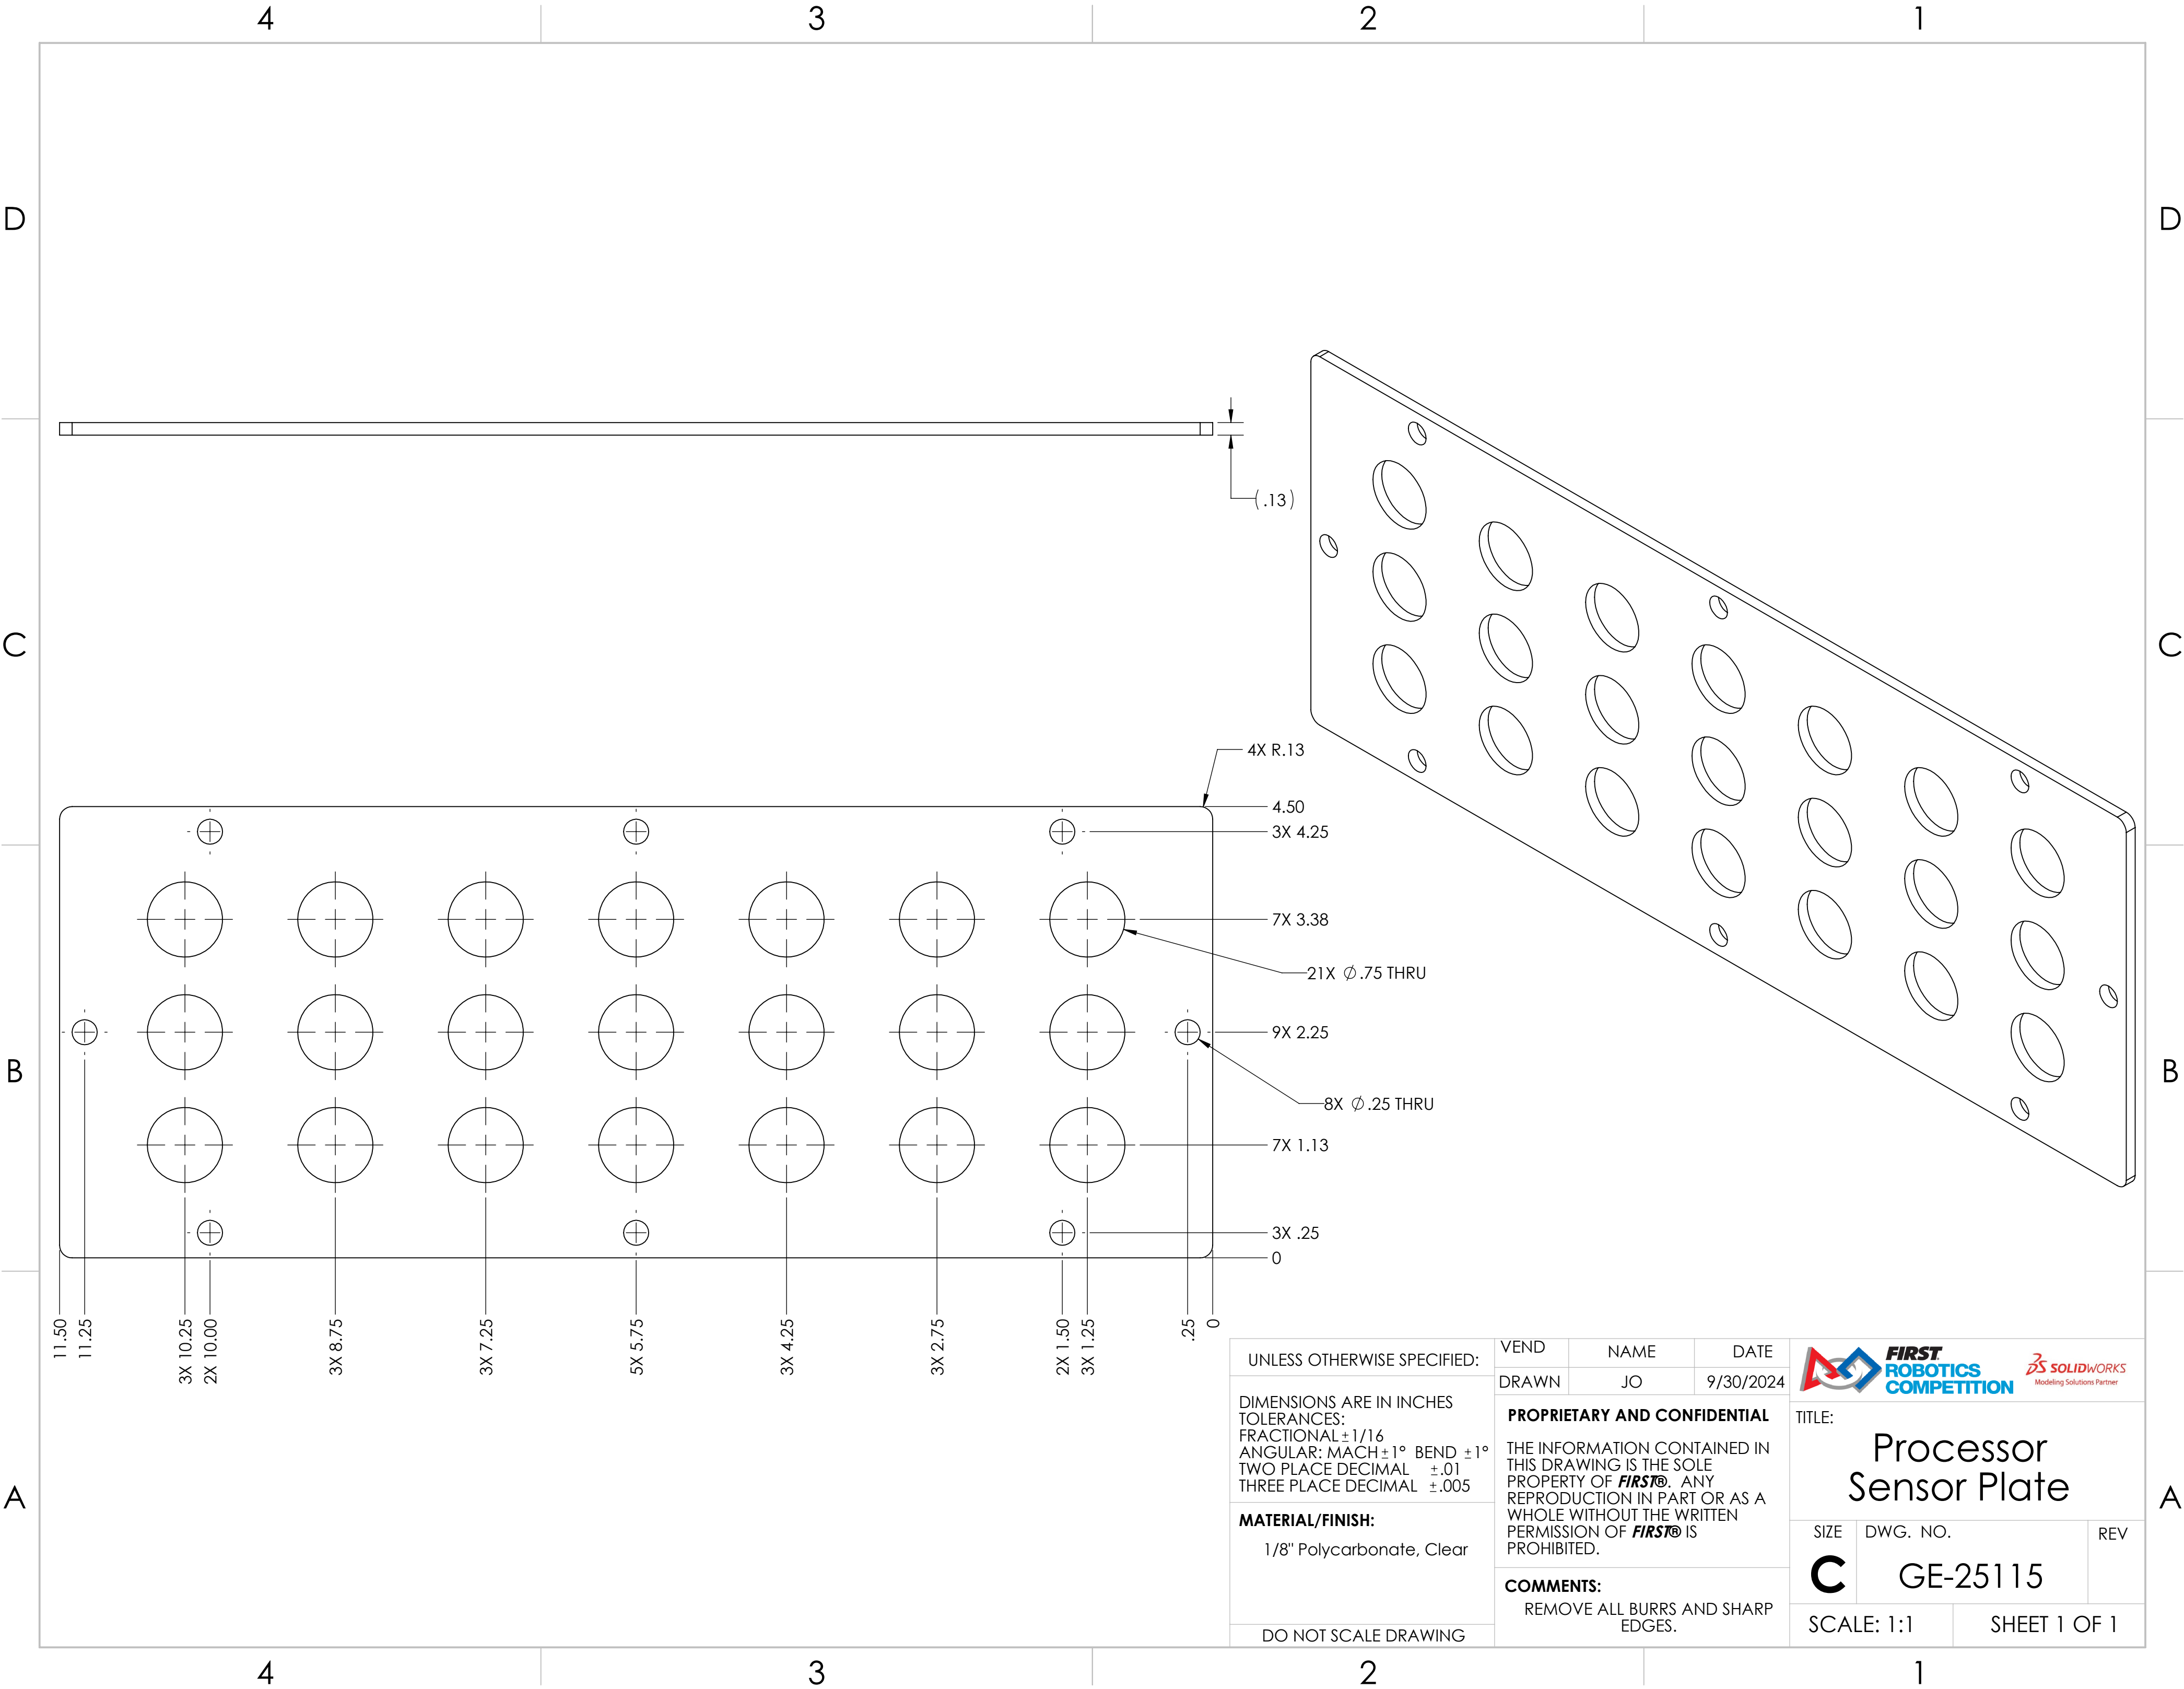 4 3 2 1
D D
(.13)
C C
4X R.13
4.50
3X 4.25
7X 3.38
21X ∅.75 THRU
9X 2.25
B B
8X ∅.25 THRU
7X 1.13
3X .25
0
11.50
11.25
3X 10.25
2X 10.00
3X 8.75
3X 7.25
5X 5.75
3X 4.25
3X 2.75
2X 1.50
3X 1.25
.25
0
A A
UNLESS OTHERWISE SPECIFIED:
DIMENSIONS ARE IN INCHES
TOLERANCES:
FRACTIONAL±1/16
ANGULAR: MACH±1° BEND ±1°
TWO PLACE DECIMAL ±.01
THREE PLACE DECIMAL ±.005
MATERIAL/FINISH:
1/8" Polycarbonate, Clear
DO NOT SCALE DRAWING
VEND NAME DATE
DRAWN JO 9/30/2024
PROPRIETARY AND CONFIDENTIAL
THE INFORMATION CONTAINED IN
THIS DRAWING IS THE SOLE
PROPERTY OF FIRST®. ANY
REPRODUCTION IN PART OR AS A
WHOLE WITHOUT THE WRITTEN
PERMISSION OF FIRST® IS
PROHIBITED.
COMMENTS:
REMOVE ALL BURRS AND SHARP
EDGES.
FIRST
ROBOTICS
COMPETITION
SOLIDWORKS
Modeling Solutions Partner
TITLE:
Processor
Sensor Plate
SIZE DWG. NO. REV
C GE-25115
SCALE: 1:1 SHEET 1 OF 1
4 3 2 1